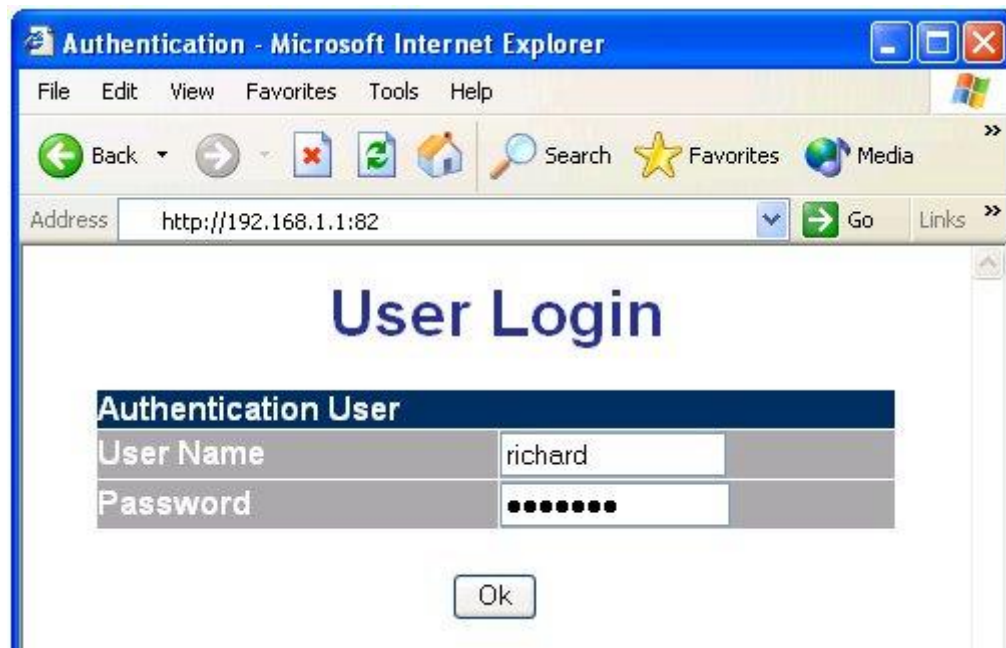 Authentication - Microsoft Internet Explorer
File Edit View Favorites Tools Help
Back Search Favorites Media »
Address http://192.168.1.1:82 Go Links »
User Login
Authentication User
User Name richard
Password •••••••
Ok